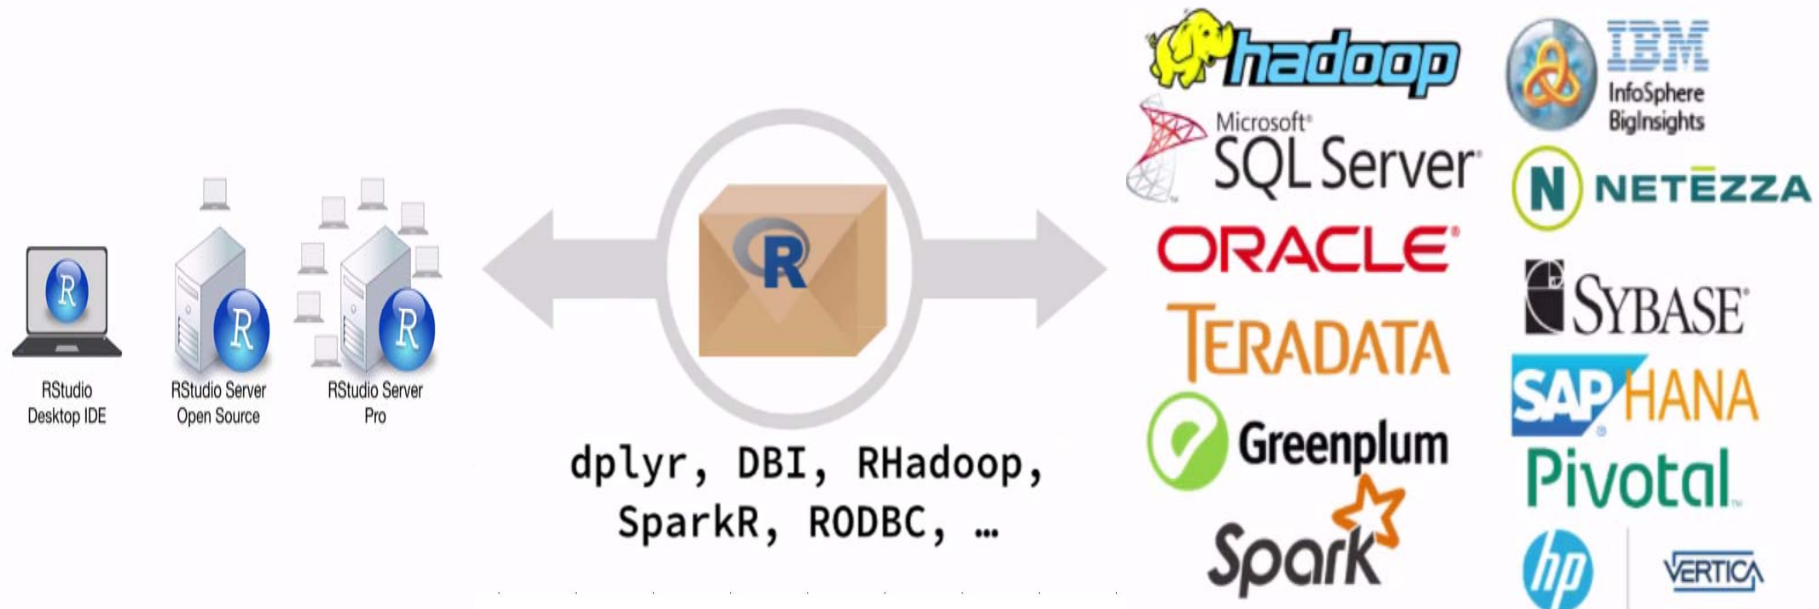 R
RStudio
Desktop IDE
R
RStudio Server
Open Source
R
RStudio Server
Pro
R
dplyr, DBI, RHadoop,
SparkR, RODBC, …
hadoop
Microsoft®
SQL Server®
ORACLE®
TERADATA
Greenplum
Spark
IBM
InfoSphere
BigInsights
N NETEZZA
SYBASE®
SAP® HANA
Pivotal™
hp VERTICA